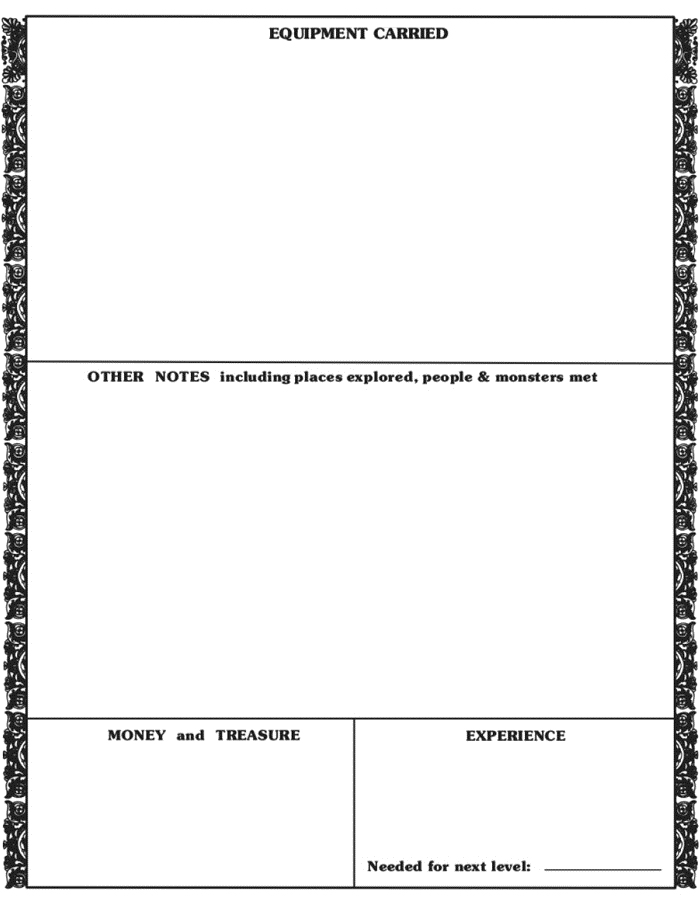 EQUIPMENT CARRIED
OTHER NOTES including places explored, people & monsters met
MONEY and TREASURE
EXPERIENCE
Needed for next level: